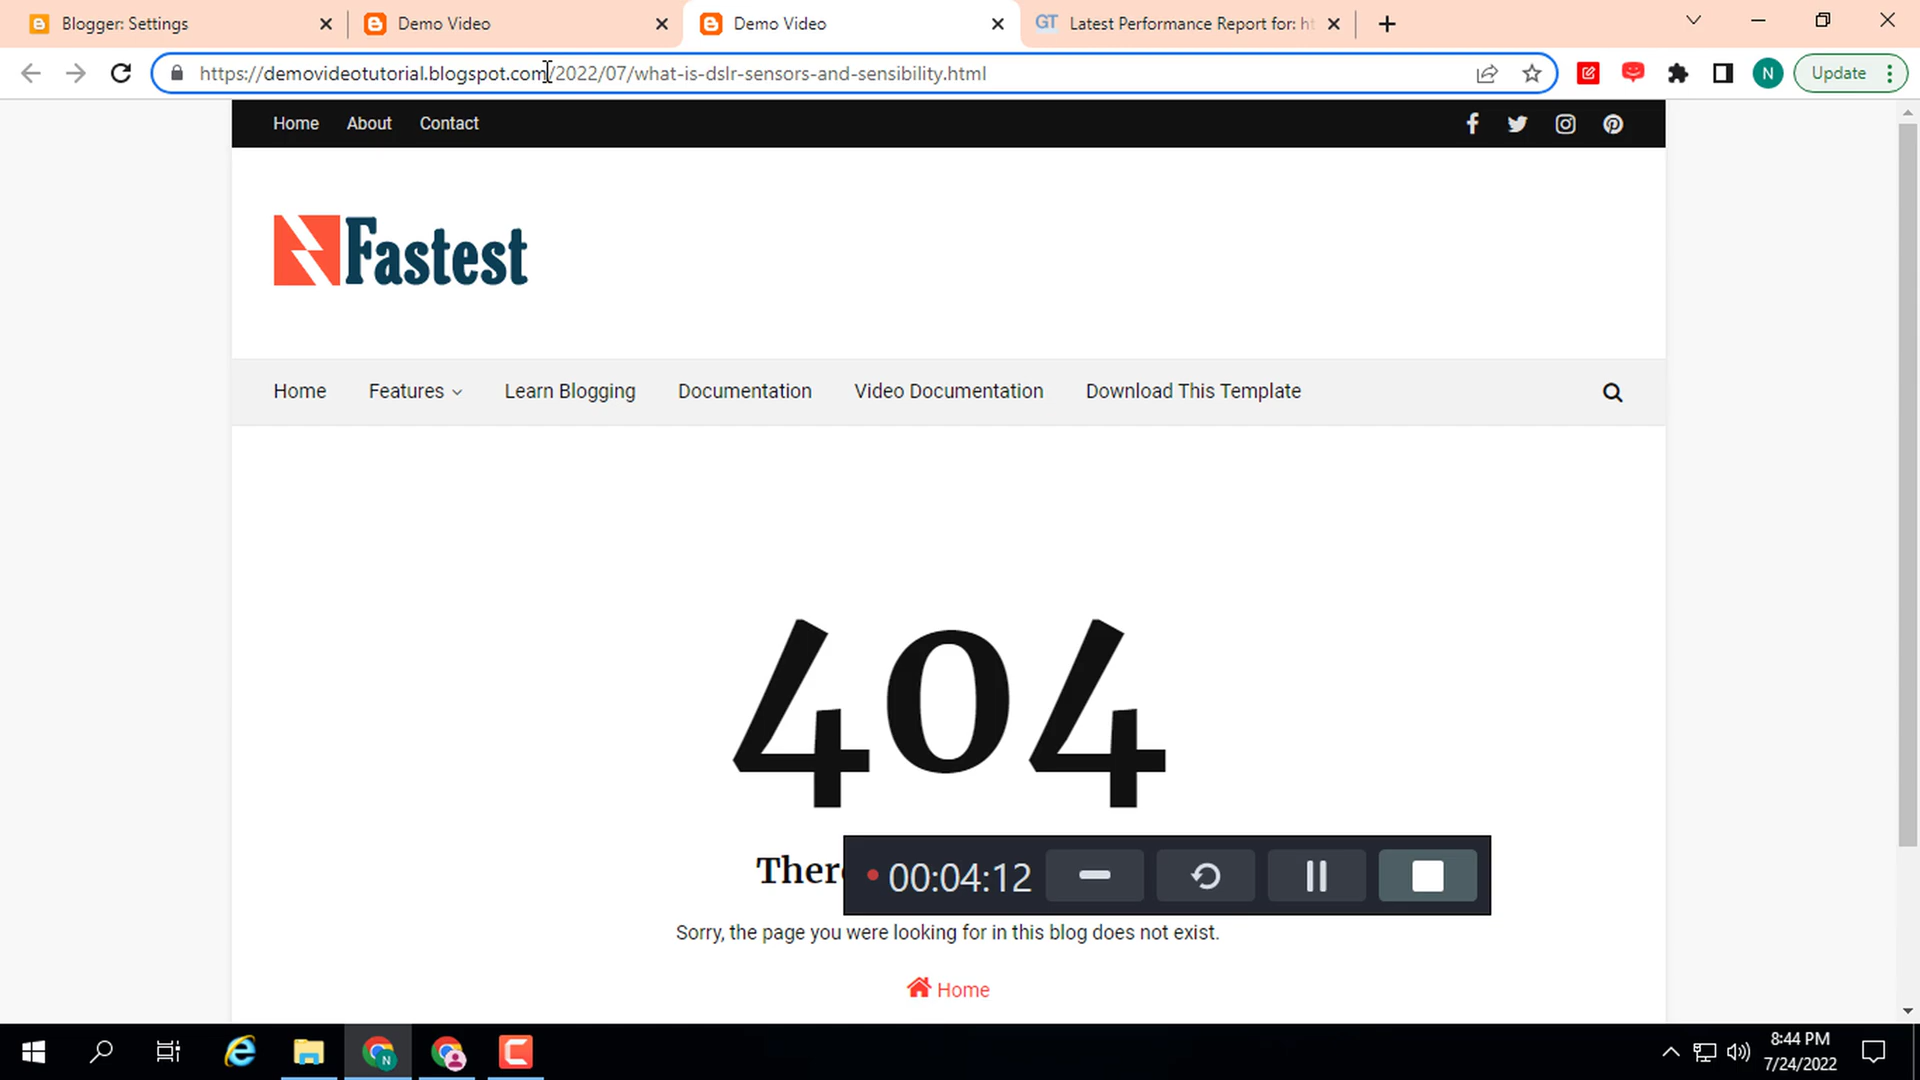 Blogger: Settings
Demo Video
Demo Video
GT Latest Performance Report for: ht
https://demovideotutorial.blogspot.com/2022/07/what-is-dslr-sensors-and-sensibility.html
N
Update
Home About Contact
Fastest
Home Features Learn Blogging Documentation Video Documentation Download This Template
404
There
00:04:12
Sorry, the page you were looking for in this blog does not exist.
Home
8:44 PM
7/24/2022